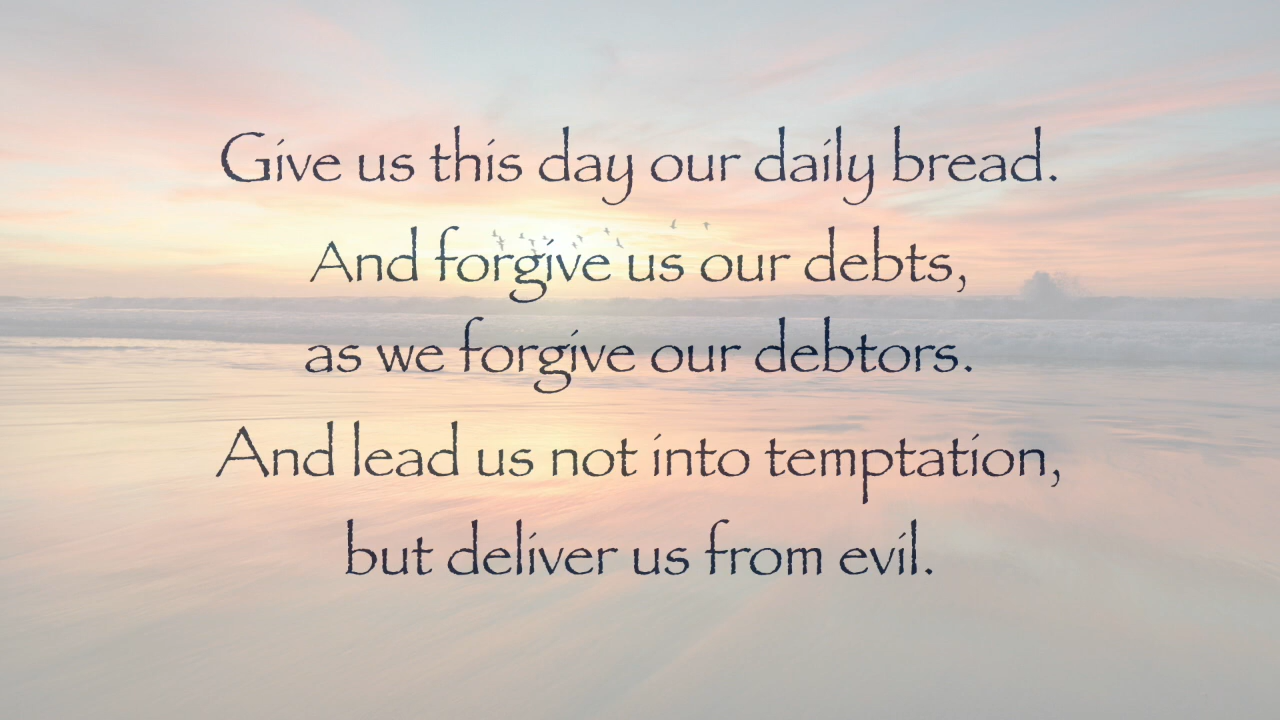 Give us this day our daily bread.
And forgive us our debts,
as we forgive our debtors.
And lead us not into temptation,
but deliver us from evil.